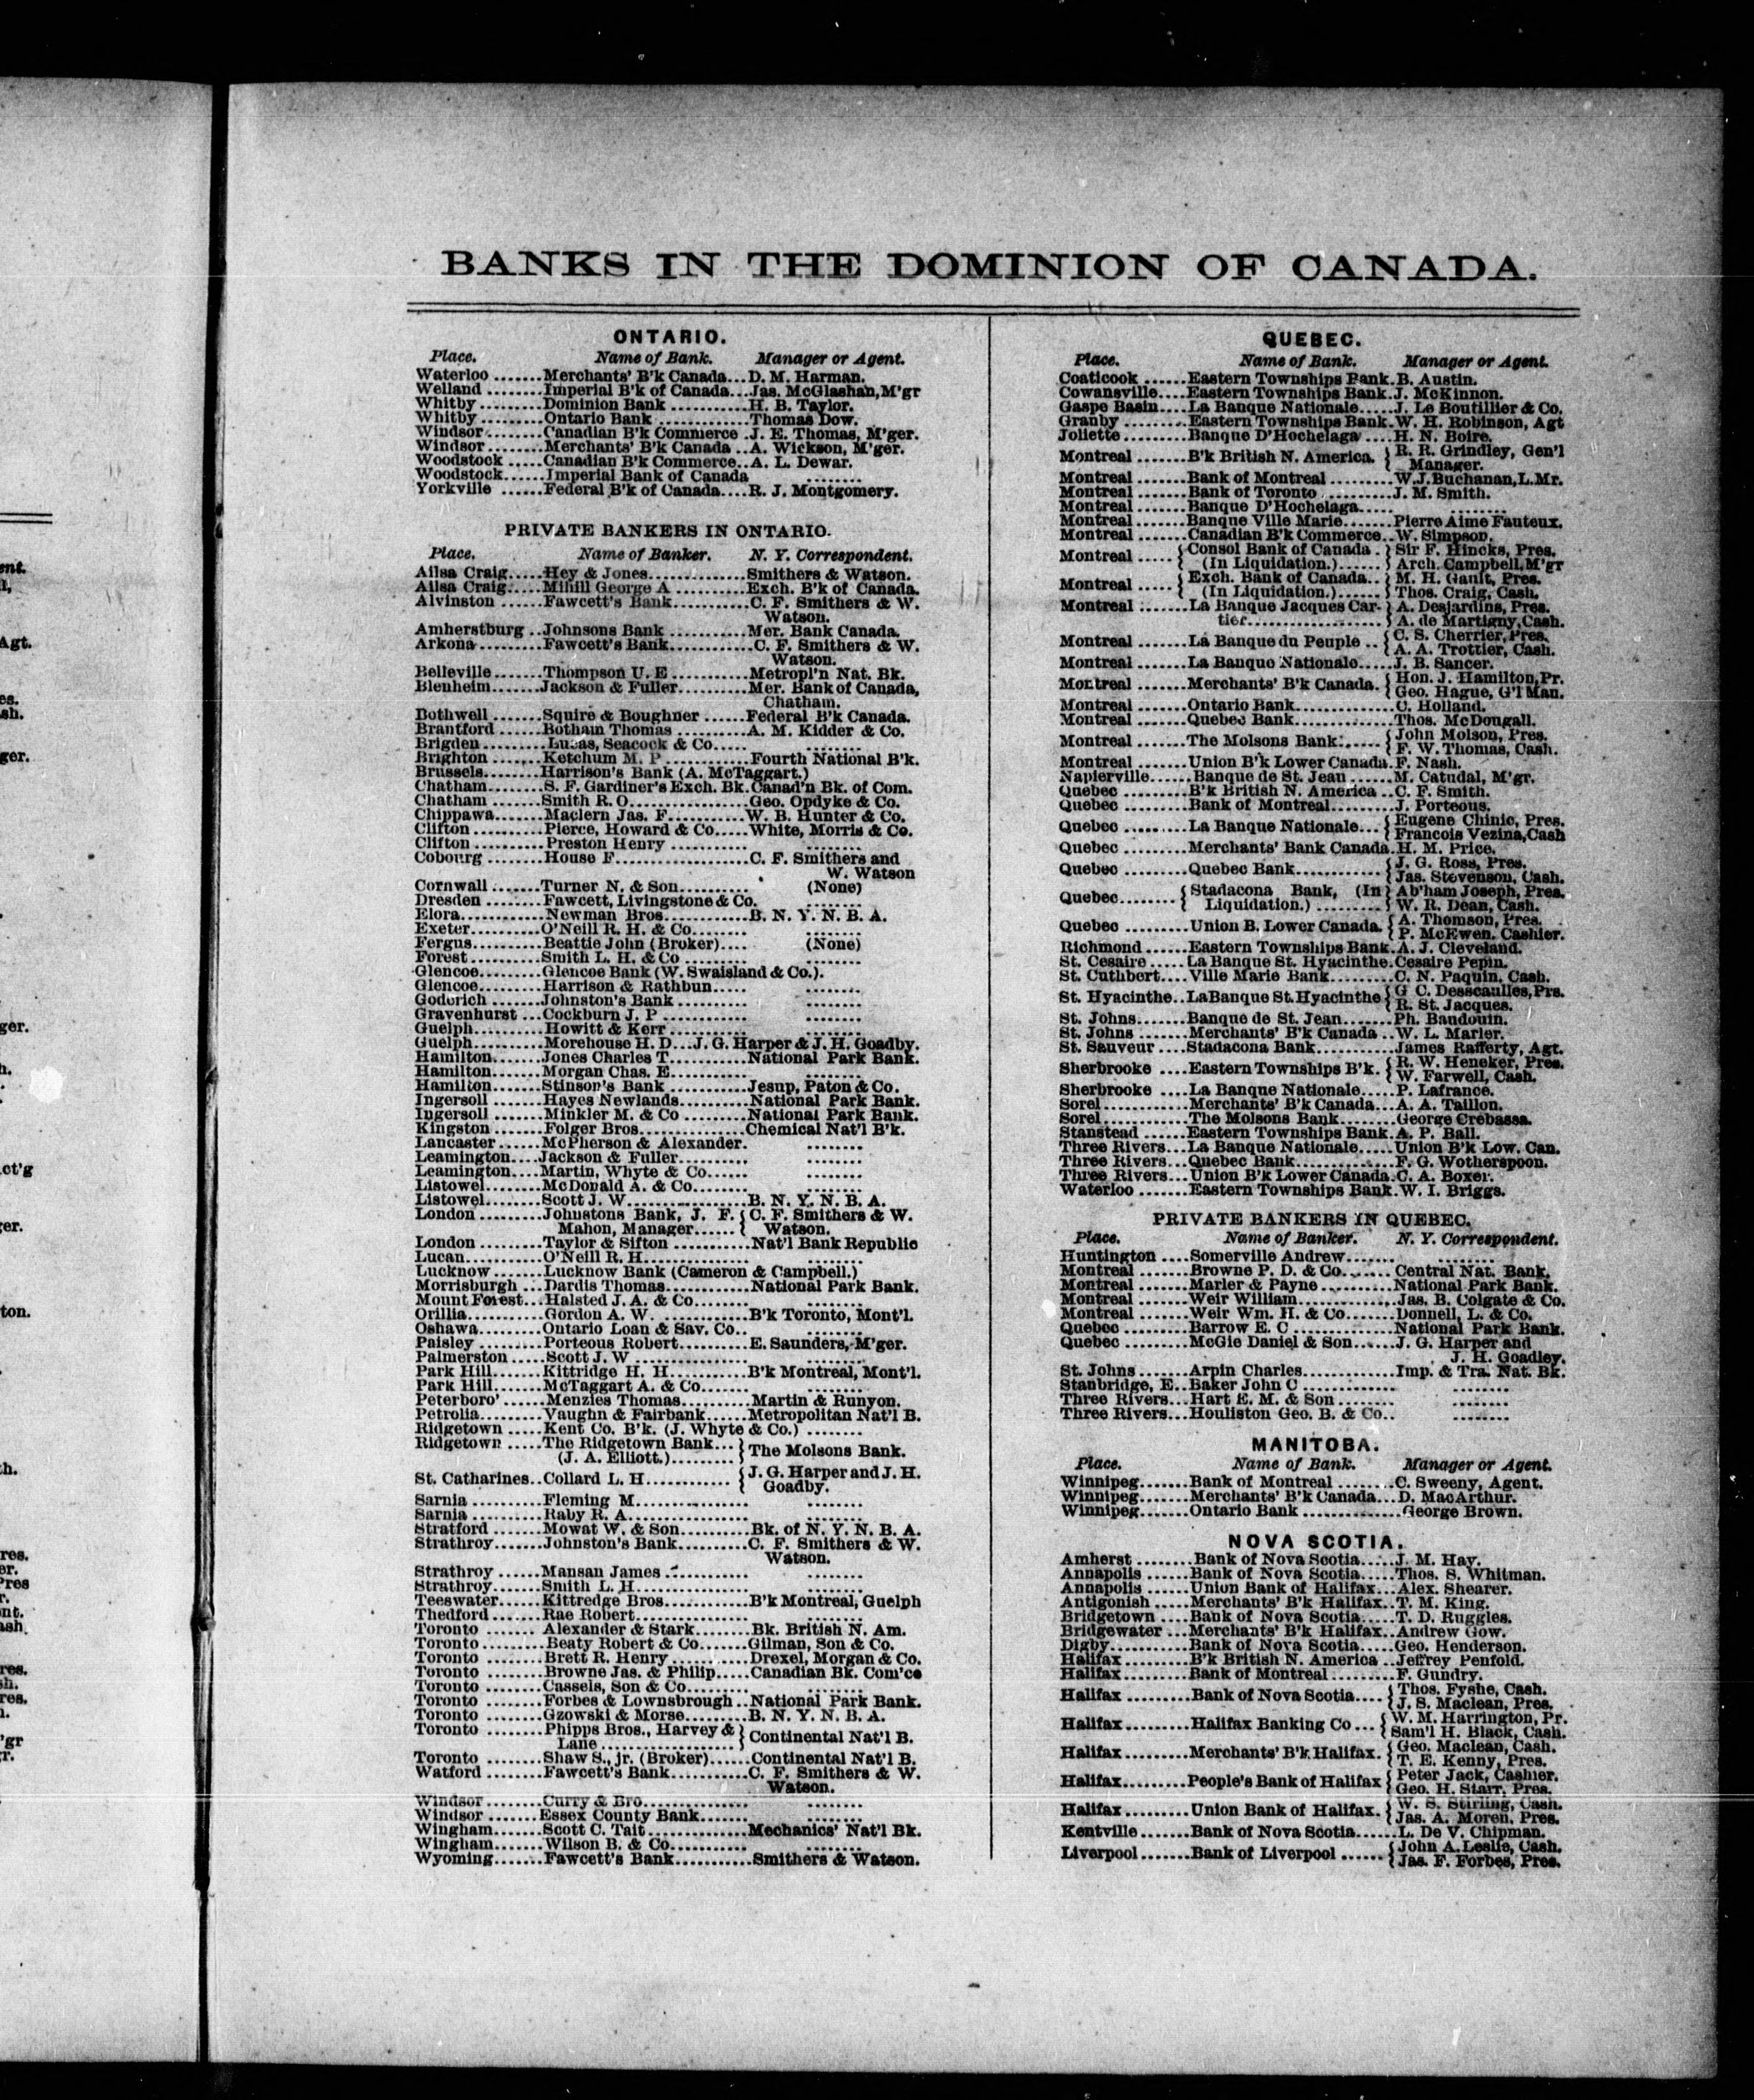 BANKS IN THE DOMINION OF CANADA.
ONTARIO.
Place. Name of Bank. Manager or Agent.
Waterloo.......Merchants' B'k Canada...D. M. Harman.
Welland........Imperial B'k of Canada...Jas. McGlashan, M'gr
Whitby.........Dominion Bank...........H. B. Taylor.
Whitby.........Ontario Bank.............Thomas Dow.
Windsor........Canadian B'k Commerce.J. E. Thomas, M'ger.
Windsor........Merchants' B'k Canada..A. Wickson, M'ger.
Woodstock.....Canadian B'k Commerce..A. L. Dewar.
Woodstock......Imperial Bank of Canada ........
Yorkville......Federal B'k of Canada....R. J. Montgomery.
PRIVATE BANKERS IN ONTARIO.
Place. Name of Banker. N. Y. Correspondent.
Ailsa Craig.....Hey & Jones.............Smithers & Watson.
Ailsa Craig.....Mihill George A..........Exch. B'k of Canada.
Alvinston......Fawcett's Bank...........C. F. Smithers & W.
Watson.
Amherstburg..Johnsons Bank...........Mer. Bank Canada.
Arkona.........Fawcett's Bank............C. F. Smithers & W.
Watson.
Belleville.......Thompson U. E...........Metropl'n Nat. Bk.
Blenheim.......Jackson & Fuller..........Mer. Bank of Canada,
Chatham.
Bothwell.......Squire & Boughner......Federal B'k Canada.
Brantford......Botham Thomas..........A. M. Kidder & Co.
Brigden.........Lucas, Seacock & Co..... ........
Brighton.......Ketchum M. P............Fourth National B'k.
Brussels........Harrison's Bank (A. McTaggart.)
Chatham........S. F. Gardiner's Exch. Bk.Canad'n Bk. of Com.
Chatham.......Smith R. O.................Geo. Opdyke & Co.
Chippawa.......Maclern Jas. F...........W. B. Hunter & Co.
Clifton..........Pierce, Howard & Co.....White, Morris & Co.
Clifton..........Preston Henry........... ........
Cobourg........House F...................C. F. Smithers and
W. Watson
Cornwall.......Turner N. & Son.......... (None)
Dresden........Fawcett, Livingstone & Co. ........
Elora............Newman Bros............B. N. Y. N. B. A.
Exeter..........O'Neill R. H. & Co........ ........
Fergus..........Beattie John (Broker).... (None)
Forest..........Smith L. H. & Co......... ........
Glencoe.........Glencoe Bank (W. Swaisland & Co.).
Glencoe.........Harrison & Rathbun..... ........
Goderich.......Johnston's Bank.......... ........
Gravenhurst...Cockburn J. P............ ........
Guelph..........Howitt & Kerr........... ........
Guelph..........Morehouse H. D...J. G. Harper & J. H. Goadby.
Hamilton.......Jones Charles T...........National Park Bank.
Hamilton.......Morgan Chas. E........... ........
Hamilton.......Stinson's Bank...........Jesup, Paton & Co.
Ingersoll.......Hayes Newlands..........National Park Bank.
Ingersoll.......Minkler M. & Co.........National Park Bank.
Kingston.......Folger Bros...............Chemical Nat'l B'k.
Lancaster......McPherson & Alexander. ........
Leamington....Jackson & Fuller.......... ........
Leamington....Martin, Whyte & Co...... ........
Listowel........McDonald A. & Co........ ........
Listowel........Scott J. W.................B. N. Y. N. B. A.
London.........Johnstons Bank, J. F. { C. F. Smithers & W.
Mahon, Manager...... { Watson.
London.........Taylor & Sifton...........Nat'l Bank Republic
Lucan...........O'Neill R. H............... ........
Lucknow.......Lucknow Bank (Cameron & Campbell.)
Morrisburgh...Dardis Thomas............National Park Bank.
Mount Forest...Halsted J. A. & Co........ ........
Orillia...........Gordon A. W. ............B'k Toronto, Mont'l.
Oshawa.........Ontario Loan & Sav. Co.. ........
Paisley.........Porteous Robert..........E. Saunders, M'ger.
Palmerston.....Scott J. W................ ........
Park Hill.......Kittridge H. H............B'k Montreal, Mont'l.
Park Hill.......McTaggart A. & Co....... ........
Peterboro'......Menzies Thomas..........Martin & Runyon.
Petrolia.........Vaughn & Fairbank......Metropolitan Nat'l B.
Ridgetown.....Kent Co. B'k. (J. Whyte & Co.) ........
Ridgetown.....The Ridgetown Bank... } The Molsons Bank.
(J. A. Elliott.)......... }
St. Catharines..Collard L. H............ { J. G. Harper and J. H.
Goadby.
Sarnia..........Fleming M................ ........
Sarnia..........Raby R. A................. ........
Stratford.......Mowat W. & Son..........Bk. of N. Y. N. B. A.
Strathroy.......Johnston's Bank..........C. F. Smithers & W.
Watson.
Strathroy......Mansan James........... ........
Strathroy.......Smith L. H................ ........
Teeswater......Kittredge Bros............B'k Montreal, Guelph
Thedford.......Rae Robert................ ........
Toronto........Alexander & Stark........Bk. British N. Am.
Toronto.........Beaty Robert & Co.......Gilman, Son & Co.
Toronto........Brett R. Henry...........Drexel, Morgan & Co.
Toronto........Browne Jas. & Philip.....Canadian Bk. Com'ce
Toronto........Cassels, Son & Co......... ........
Toronto........Forbes & Lownsbrough..National Park Bank.
Toronto........Gzowski & Morse.........B. N. Y. N. B. A.
Toronto........Phipps Bros., Harvey & } Continental Nat'l B.
Lane................... }
Toronto........Shaw S., jr. (Broker)......Continental Nat'l B.
Watford........Fawcett's Bank...........C. F. Smithers & W.
Watson.
Windsor........Curry & Bro............... ........
Windsor.......Essex County Bank....... ........
Wingham.......Scott C. Tait..............Mechanics' Nat'l Bk.
Wingham.......Wilson B. & Co........... ........
Wyoming.......Fawcett's Bank...........Smithers & Watson.
QUEBEC.
Place. Name of Bank. Manager or Agent.
Coaticook......Eastern Townships Bank.B. Austin.
Cowansville....Eastern Townships Bank.J. McKinnon.
Gaspe Basin....La Banque Nationale.....J. Le Boutillier & Co.
Granby.........Eastern Townships Bank.W. H. Robinson, Agt
Joliette.........Banque D'Hochelaga....H. N. Boire.
Montreal.......B'k British N. America. { R. R. Grindley, Gen'l
Manager.
Montreal.......Bank of Montreal.........W.J.Buchanan,L.Mr.
Montreal.......Bank of Toronto..........J. M. Smith.
Montreal.......Banque D'Hochelaga..... ........
Montreal.......Banque Ville Marie.......Pierre Aime Fauteux.
Montreal.......Canadian B'k Commerce..W. Simpson.
Montreal..... { Consol Bank of Canada. } Sir F. Hincks, Pres.
(In Liquidation.)...... } Arch. Campbell, M'gr
Montreal..... { Exch. Bank of Canada.. } M. H. Gault, Pres.
(In Liquidation.)...... } Thos. Craig, Cash.
Montreal.......La Banque Jacques Car- } A. Desjardins, Pres.
tier.................... } A. de Martigny, Cash.
Montreal.......La Banque du Peuple.. { C. S. Cherrier, Pres.
A. A. Trottier, Cash.
Montreal.......La Banque Nationale.....J. B. Sancer.
Montreal.......Merchants' B'k Canada. { Hon. J. Hamilton, Pr.
Geo. Hague, G'l Man.
Montreal.......Ontario Bank.............C. Holland.
Montreal.......Quebec Bank.............Thos. McDougall.
Montreal.......The Molsons Bank...... { John Molson, Pres.
F. W. Thomas, Cash.
Montreal.......Union B'k Lower Canada.F. Nash.
Napierville......Banque de St. Jean......M. Catudal, M'gr.
Quebec.........B'k British N. America..C. F. Smith.
Quebec.........Bank of Montreal.........J. Porteous.
Quebec.........La Banque Nationale... { Eugene Chinic, Pres.
Francois Vezina, Cash
Quebec.........Merchants' Bank Canada.H. M. Price.
Quebec.........Quebec Bank............. { J. G. Ross, Pres.
Jas. Stevenson, Cash.
Quebec........ { Stadacona Bank, (In } Ab'ham Joseph, Pres.
Liquidation.)......... } W. R. Dean, Cash.
Quebec.........Union B. Lower Canada. { A. Thomson, Pres.
P. McEwen, Cashier.
Richmond......Eastern Townships Bank.A. J. Cleveland.
St. Cesaire.....La Banque St. Hyacinthe.Cesaire Pepin.
St. Cuthbert....Ville Marie Bank.........C. N. Paquin, Cash.
St. Hyacinthe..LaBanque St. Hyacinthe { G C. Dessaulles, Prs.
R. St. Jacques.
St. Johns.......Banque de St. Jean.......Ph. Baudouin.
St. Johns.......Merchants' B'k Canada..W. L. Marler.
St. Sauveur....Stadacona Bank...........James Rafferty, Agt.
Sherbrooke....Eastern Townships B'k. { R. W. Heneker, Pres.
W. Farwell, Cash.
Sherbrooke....La Banque Nationale.....P. Lafrance.
Sorel............Merchants' B'k Canada...A. A. Taillon.
Sorel............The Molsons Bank........George Crebassa.
Stanstead......Eastern Townships Bank.A. P. Ball.
Three Rivers...La Banque Nationale.....Union B'k Low. Can.
Three Rivers...Quebec Bank..............F. G. Wotherspoon.
Three Rivers...Union B'k Lower Canada.C. A. Boxer.
Waterloo.......Eastern Townships Bank.W. I. Briggs.
PRIVATE BANKERS IN QUEBEC.
Place. Name of Banker. N. Y. Correspondent.
Huntington....Somerville Andrew....... ........
Montreal.......Browne P. D. & Co.......Central Nat. Bank.
Montreal.......Marler & Payne..........National Park Bank.
Montreal.......Weir William.............Jas. B. Colgate & Co.
Montreal.......Weir Wm. H. & Co.......Donnell, L. & Co.
Quebec.........Barrow E. C..............National Park Bank.
Quebec.........McGie Daniel & Son......J. G. Harper and
J. H. Goadley.
St. Johns.......Arpin Charles.............Imp. & Tra. Nat. Bk.
Stanbridge, E..Baker John C............. ........
Three Rivers...Hart E. M. & Son........ ........
Three Rivers...Houliston Geo. B. & Co.. ........
MANITOBA.
Place. Name of Bank. Manager or Agent.
Winnipeg.......Bank of Montreal........C. Sweeny, Agent.
Winnipeg.......Merchants' B'k Canada...D. MacArthur.
Winnipeg.......Ontario Bank..............George Brown.
NOVA SCOTIA.
Amherst........Bank of Nova Scotia.....J. M. Hay.
Annapolis......Bank of Nova Scotia.....Thos. S. Whitman.
Annapolis......Union Bank of Halifax...Alex. Shearer.
Antigonish.....Merchants' B'k Halifax..T. M. King.
Bridgetown....Bank of Nova Scotia.....T. D. Ruggles.
Bridgewater...Merchants' B'k Halifax..Andrew Gow.
Digby...........Bank of Nova Scotia.....Geo. Henderson.
Halifax.........B'k British N. America..Jeffrey Penfold.
Halifax.........Bank of Montreal.........F. Gundry.
Halifax.........Bank of Nova Scotia.... { Thos. Fyshe, Cash.
J. S. Maclean, Pres.
Halifax.........Halifax Banking Co... { W. M. Harrington, Pr.
Sam'l H. Black, Cash.
Halifax.........Merchants' B'k Halifax. { Geo. Maclean, Cash.
T. E. Kenny, Pres.
Halifax.........People's Bank of Halifax { Peter Jack, Cashier.
Geo. H. Starr, Pres.
Halifax.........Union Bank of Halifax. { W. S. Stirling, Cash.
Jas. A. Moren, Pres.
Kentville.......Bank of Nova Scotia......L. De V. Chipman.
Liverpool.......Bank of Liverpool...... { John A. Leslie, Cash.
Jas. F. Forbes, Pres.